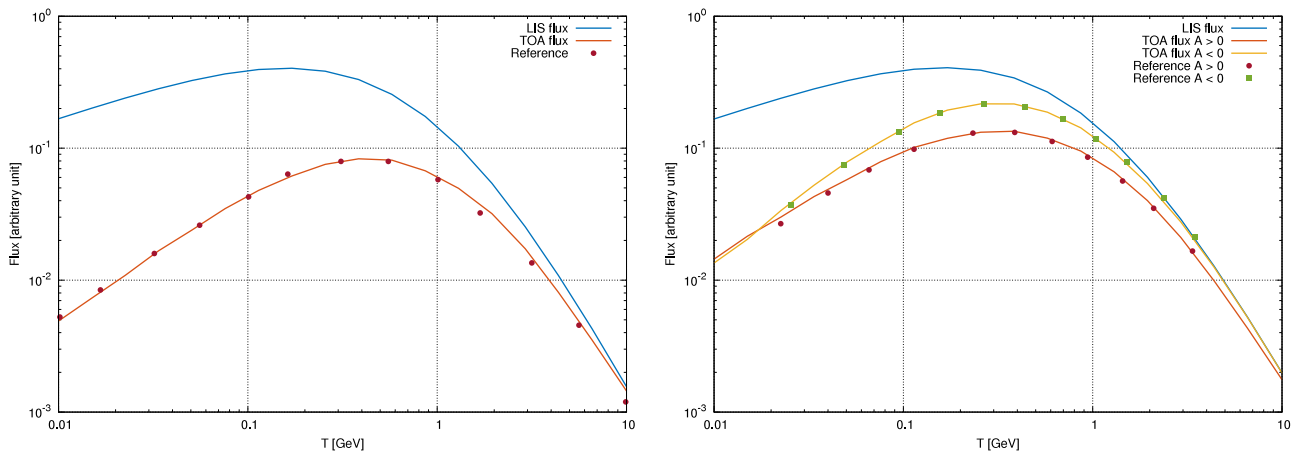 10^0
10^-1
10^-2
10^-3
Flux [arbitrary unit]
0.01
0.1
1
10
T [GeV]
LIS flux
TOA flux
Reference
10^0
10^-1
10^-2
10^-3
Flux [arbitrary unit]
0.01
0.1
1
10
T [GeV]
LIS flux
TOA flux A > 0
TOA flux A < 0
Reference A > 0
Reference A < 0